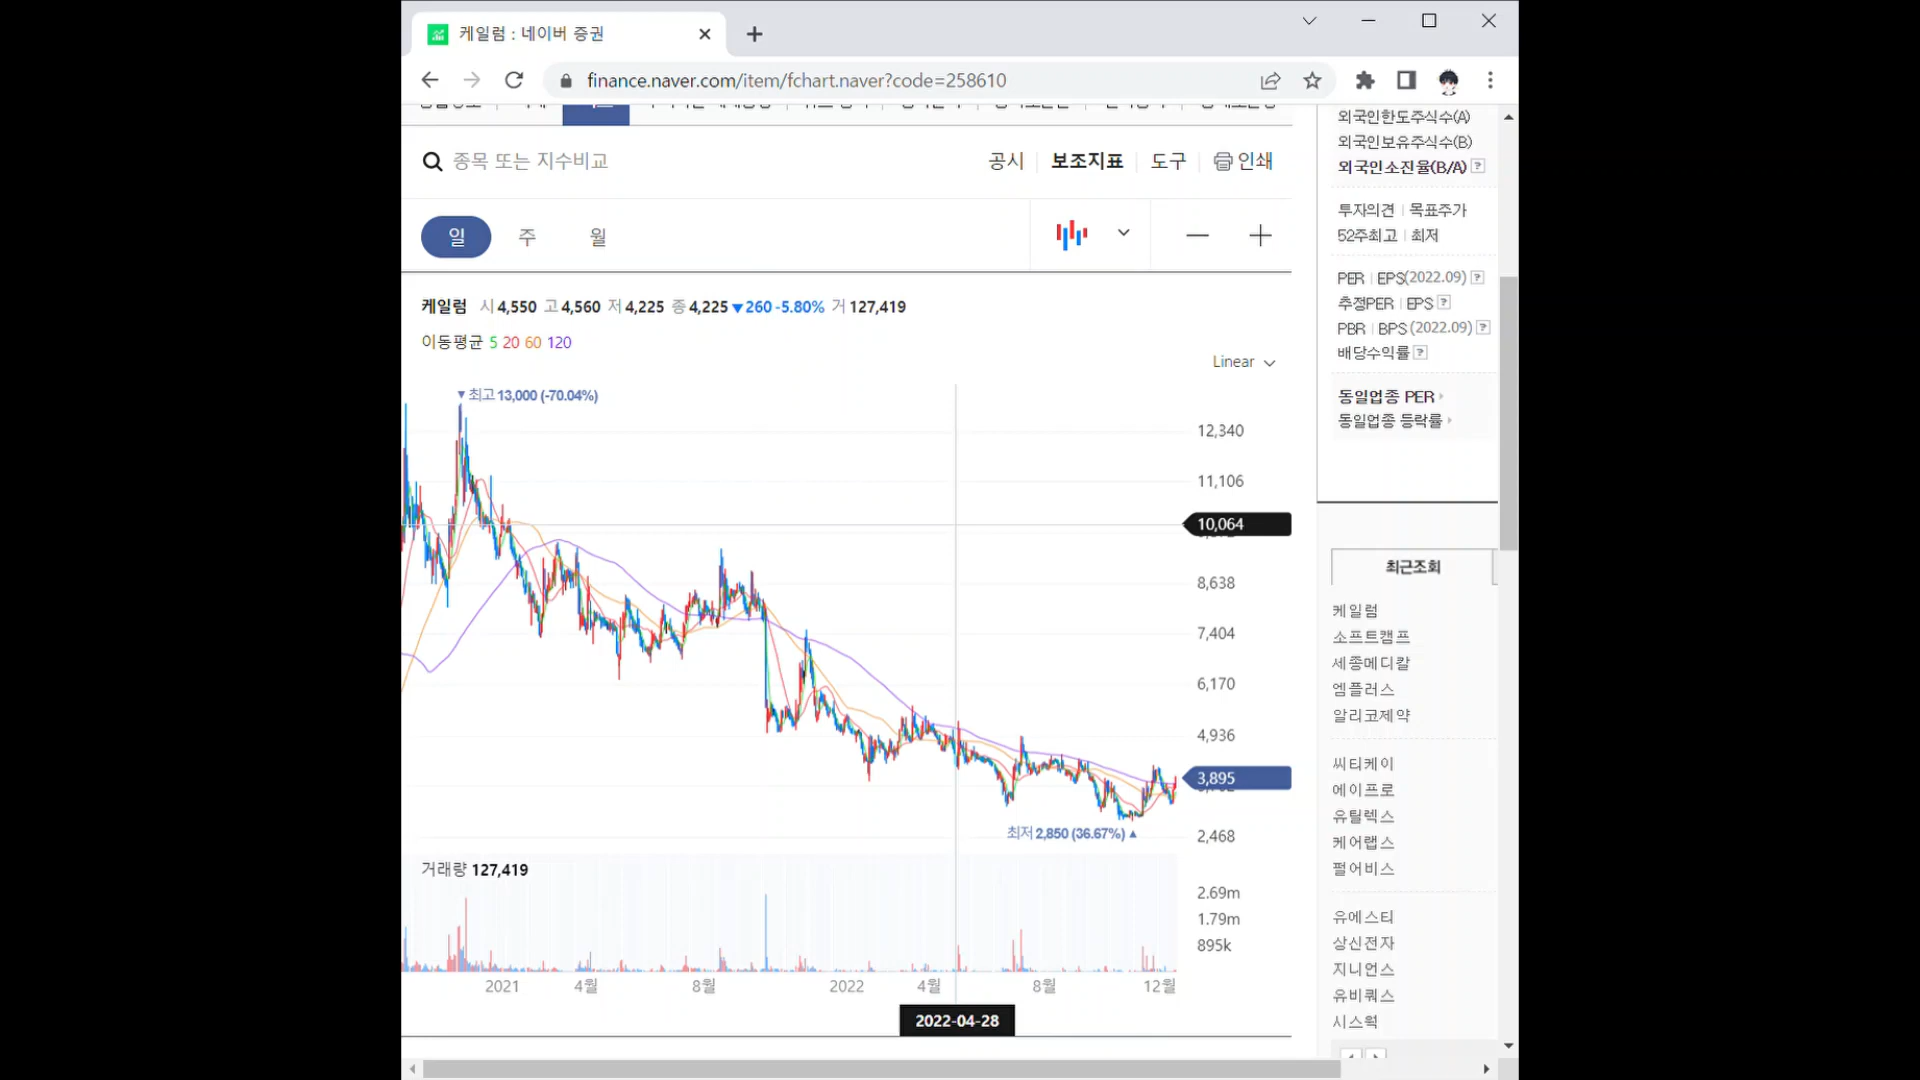 케일럼 : 네이버 증권
finance.naver.com/item/fchart.naver?code=258610
종목 또는 지수비교
공시 보조지표 도구 인쇄
일 주 월
케일럼 시 4,550 고 4,560 저 4,225 종 4,225 ▼260 -5.80% 거 127,419
이동평균 5 20 60 120
Linear
▼최고 13,000 (-70.04%)
12,340
11,106
10,064
8,638
7,404
6,170
4,936
3,895
최저 2,850 (36.67%) ▲
2,468
거래량 127,419
2.69m
1.79m
895k
2021 4월 8월 2022 4월 8월 12월
2022-04-28
외국인한도주식수(A)
외국인보유주식수(B)
외국인소진율(B/A) ?
투자의견 | 목표주가
52주최고 | 최저
PER | EPS(2022.09) ?
추정PER | EPS ?
PBR | BPS (2022.09) ?
배당수익률 ?
동일업종 PER
동일업종 등락률
최근조회
케일럼
소프트캠프
세종메디칼
엠플러스
알리코제약
씨티케이
에이프로
유틸렉스
케어랩스
펄어비스
유에스티
상신전자
지니언스
유비쿼스
시스웍